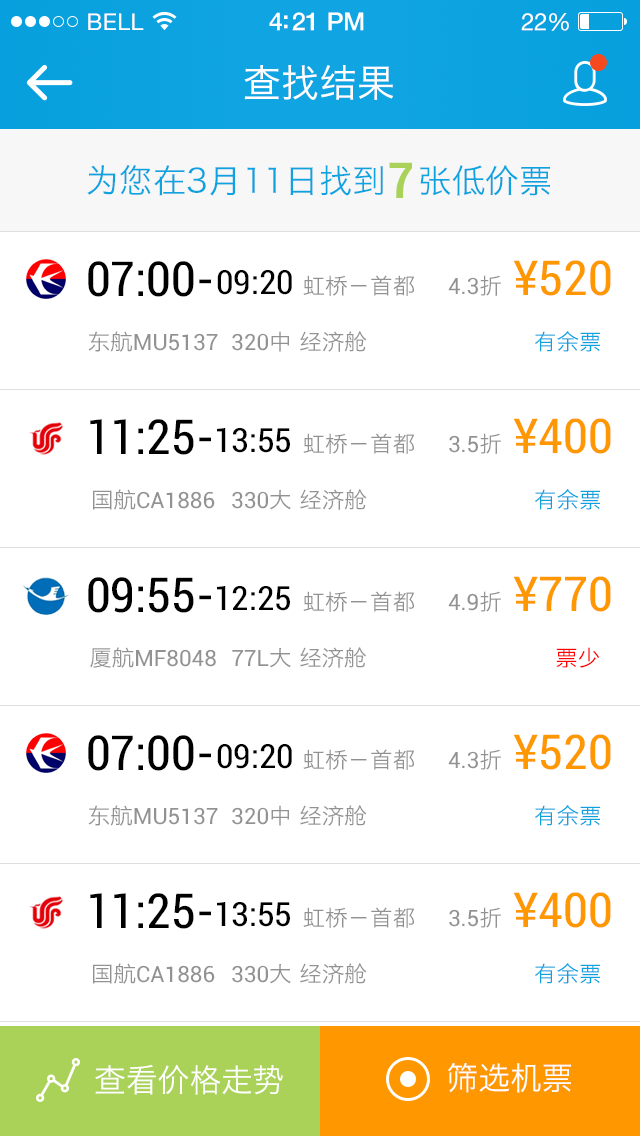 BELL 4:21 PM 22%
查找结果
为您在3月11日找到7张低价票
07:00-09:20 虹桥－首都 4.3折 ¥520
东航MU5137 320中 经济舱 有余票
11:25-13:55 虹桥－首都 3.5折 ¥400
国航CA1886 330大 经济舱 有余票
09:55-12:25 虹桥－首都 4.9折 ¥770
厦航MF8048 77L大 经济舱 票少
07:00-09:20 虹桥－首都 4.3折 ¥520
东航MU5137 320中 经济舱 有余票
11:25-13:55 虹桥－首都 3.5折 ¥400
国航CA1886 330大 经济舱 有余票
查看价格走势 筛选机票